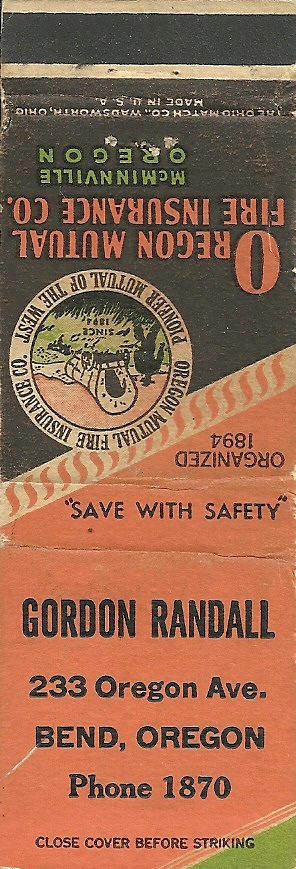 OREGON MUTUAL
FIRE INSURANCE CO.
McMINNVILLE
OREGON
THE OHIO MATCH CO., WADSWORTH, OHIO
MADE IN U.S.A.
OREGON MUTUAL FIRE INSURANCE CO.
PIONEER MUTUAL OF THE WEST
SINCE
1894
ORGANIZED
1894
"SAVE WITH SAFETY"
GORDON RANDALL
233 Oregon Ave.
BEND, OREGON
Phone 1870
CLOSE COVER BEFORE STRIKING